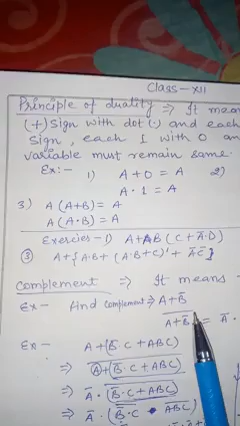 Class-XII
Principle of duality ⇒ It mean
(+) Sign with dot (·) and each
Sign, each 1 with 0 an
variable must remain same.
Ex:- 1) A+0 = A 2)
A·1 = A
3) A(A+B) = A
A(A·B) = A
Exercies-1) A+AB(C+A̅·D)
③ A+{A·B+(A·B+C)'+A̅C̅}
Complement ⇒ It means
Ex- find Complement ⇒ A+B̅
A+B̅ = A̅·
Ex- A+(B̅·C+ABC)
⇒ A+(B̅·C+ABC)
⇒ A̅·(B̅·C+ABC)
⇒ A̅·(B̅·C · ABC)